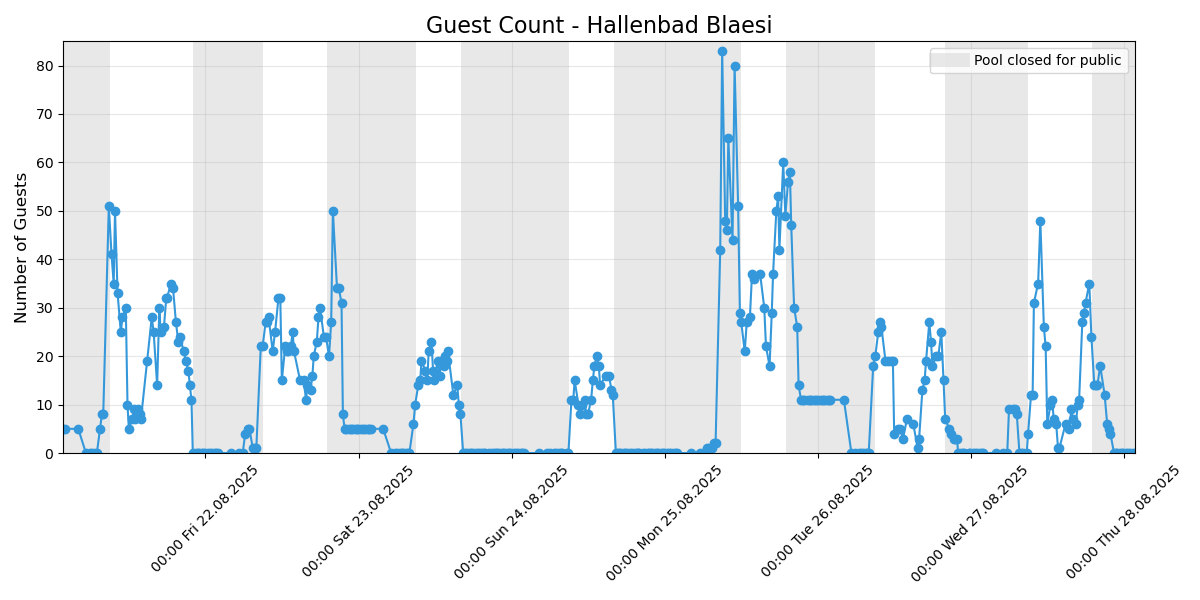 Guest Count - Hallenbad Blaesi
Pool closed for public
Number of Guests
80
70
60
50
40
30
20
10
0
00:00 Fri 22.08.2025
00:00 Sat 23.08.2025
00:00 Sun 24.08.2025
00:00 Mon 25.08.2025
00:00 Tue 26.08.2025
00:00 Wed 27.08.2025
00:00 Thu 28.08.2025